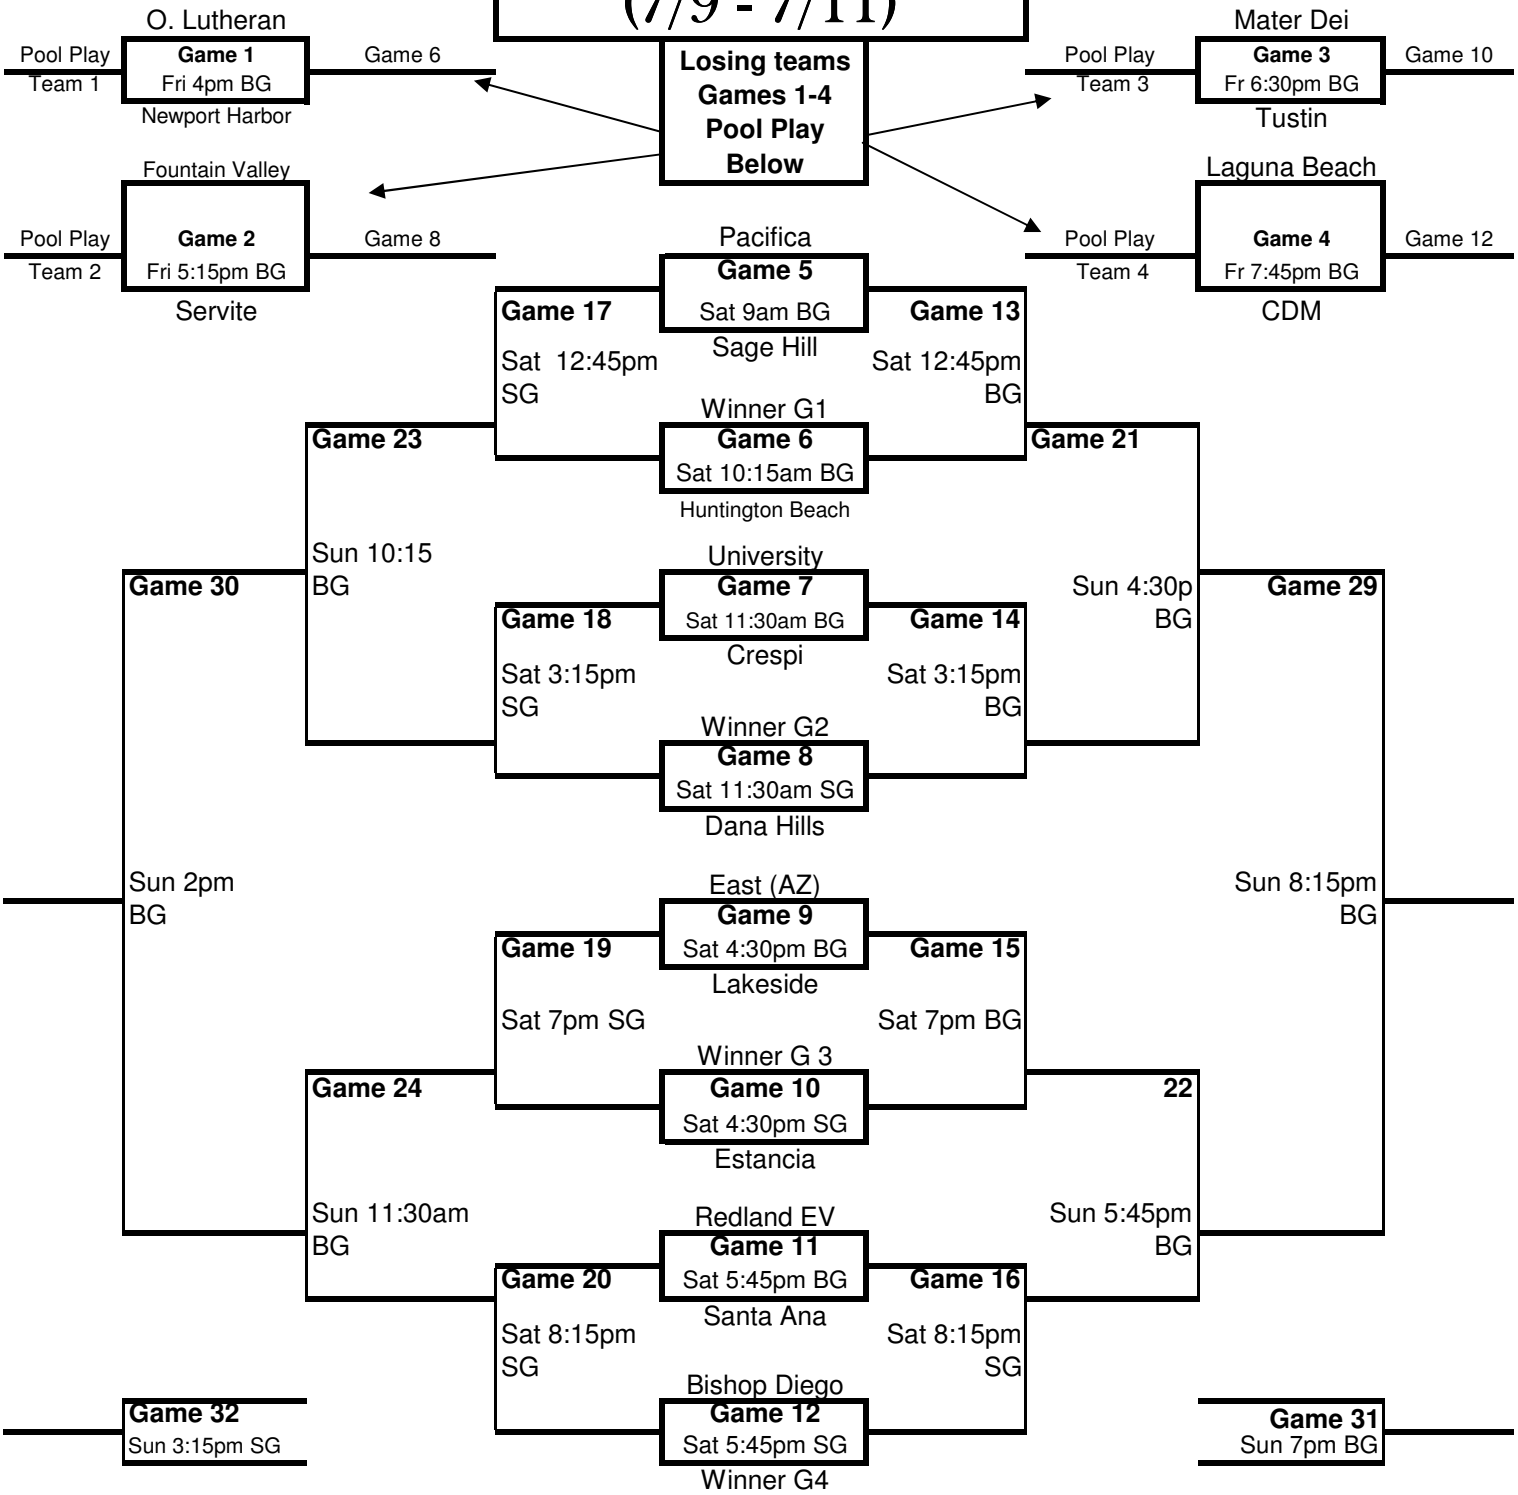 (7/9 - 7/11)
O. Lutheran
Pool Play
Team 1
Game 1
Fri 4pm BG
Game 6
Newport Harbor
Losing teams
Games 1-4
Pool Play
Below
Mater Dei
Pool Play
Team 3
Game 3
Fr 6:30pm BG
Game 10
Tustin
Fountain Valley
Pool Play
Team 2
Game 2
Fri 5:15pm BG
Game 8
Servite
Laguna Beach
Pool Play
Team 4
Game 4
Fr 7:45pm BG
Game 12
CDM
Pacifica
Game 5
Sat 9am BG
Sage Hill
Game 17
Sat  12:45pm
SG
Game 13
Sat 12:45pm
BG
Winner G1
Game 6
Sat 10:15am BG
Huntington Beach
Game 23
Sun 10:15
BG
Game 21
Sun 4:30p
BG
University
Game 7
Sat 11:30am BG
Crespi
Game 30
Sun 2pm
BG
Game 29
Sun 8:15pm
BG
Game 18
Sat 3:15pm
SG
Game 14
Sat 3:15pm
BG
Winner G2
Game 8
Sat 11:30am SG
Dana Hills
East (AZ)
Game 9
Sat 4:30pm BG
Lakeside
Game 19
Sat 7pm SG
Game 15
Sat 7pm BG
Winner G 3
Game 10
Sat 4:30pm SG
Estancia
Game 24
Sun 11:30am
BG
22
Sun 5:45pm
BG
Redland EV
Game 11
Sat 5:45pm BG
Santa Ana
Game 20
Sat 8:15pm
SG
Game 16
Sat 8:15pm
SG
Bishop Diego
Game 12
Sat 5:45pm SG
Winner G4
Game 32
Sun 3:15pm SG
Game 31
Sun 7pm BG